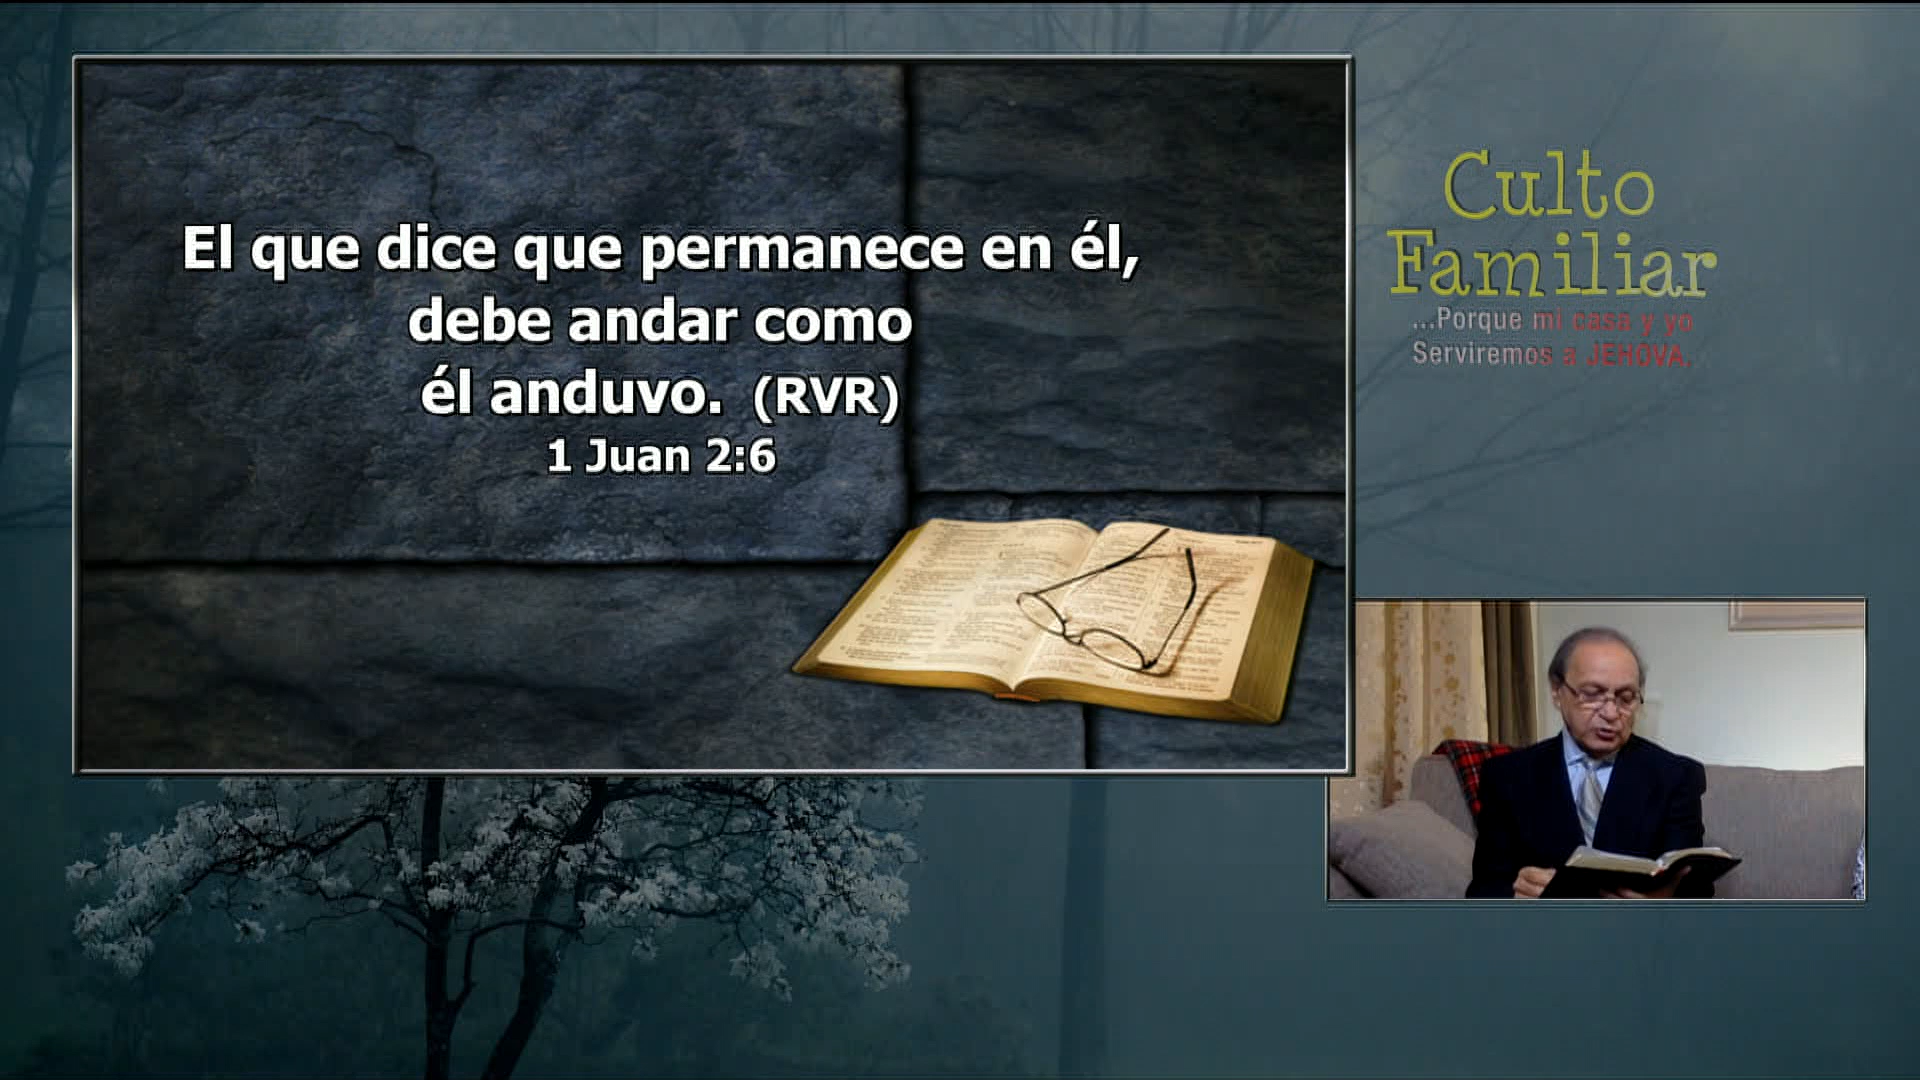 El que dice que permanece en él,
debe andar como
él anduvo. (RVR)
1 Juan 2:6
Culto
Familiar
...Porque mi casa y yo
Serviremos a JEHOVA.